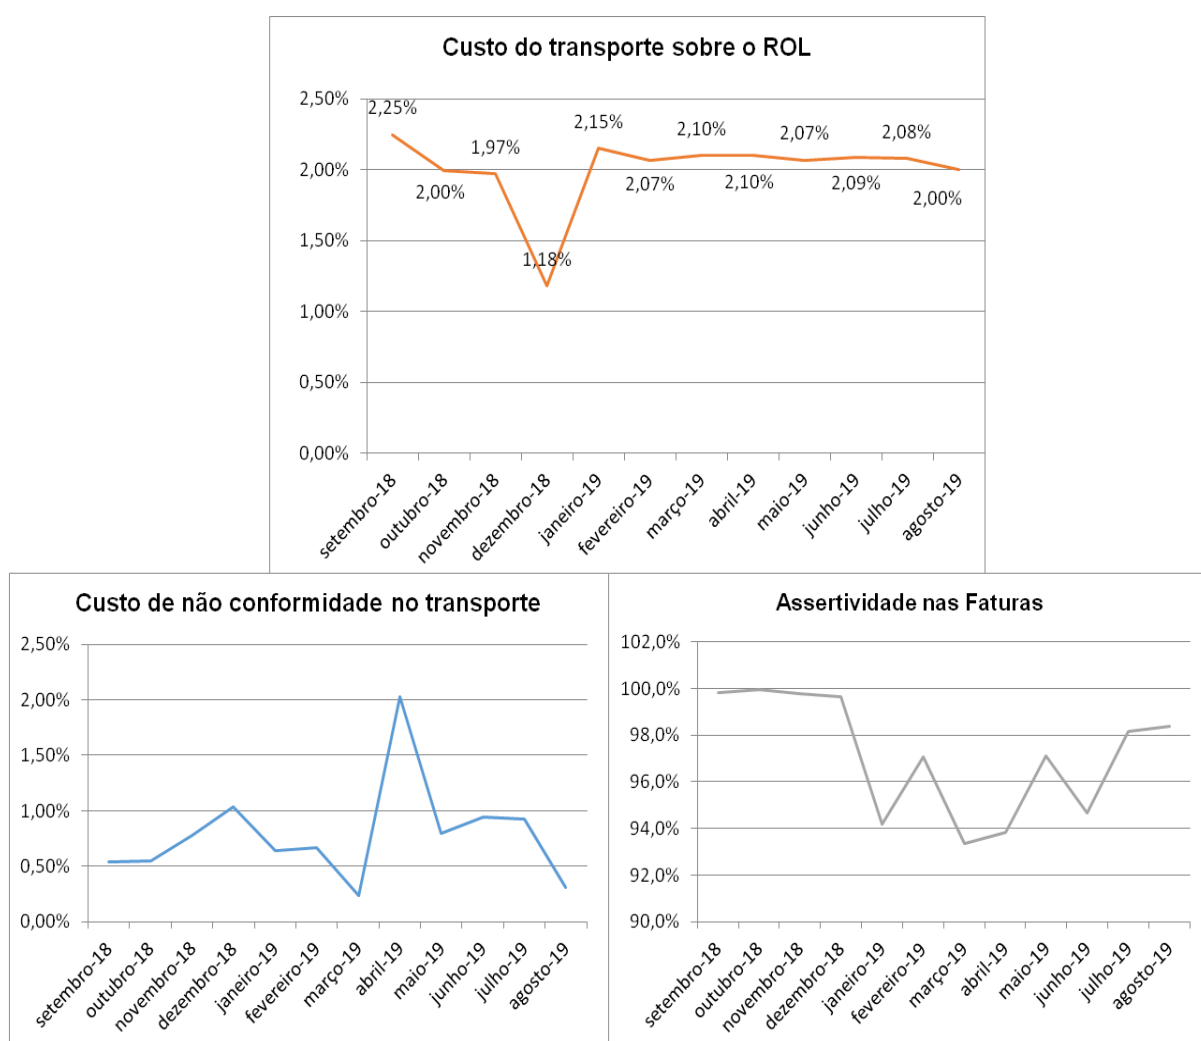 Custo do transporte sobre o ROL
2,50%
2,00%
1,50%
1,00%
0,50%
0,00%
2,25%
2,00%
1,97%
1,18%
2,15%
2,07%
2,10%
2,10%
2,07%
2,09%
2,08%
2,00%
setembro-18
outubro-18
novembro-18
dezembro-18
janeiro-19
fevereiro-19
março-19
abril-19
maio-19
junho-19
julho-19
agosto-19
Custo de não conformidade no transporte
2,50%
2,00%
1,50%
1,00%
0,50%
0,00%
setembro-18
outubro-18
novembro-18
dezembro-18
janeiro-19
fevereiro-19
março-19
abril-19
maio-19
junho-19
julho-19
agosto-19
Assertividade nas Faturas
102,0%
100,0%
98,0%
96,0%
94,0%
92,0%
90,0%
setembro-18
outubro-18
novembro-18
dezembro-18
janeiro-19
fevereiro-19
março-19
abril-19
maio-19
junho-19
julho-19
agosto-19